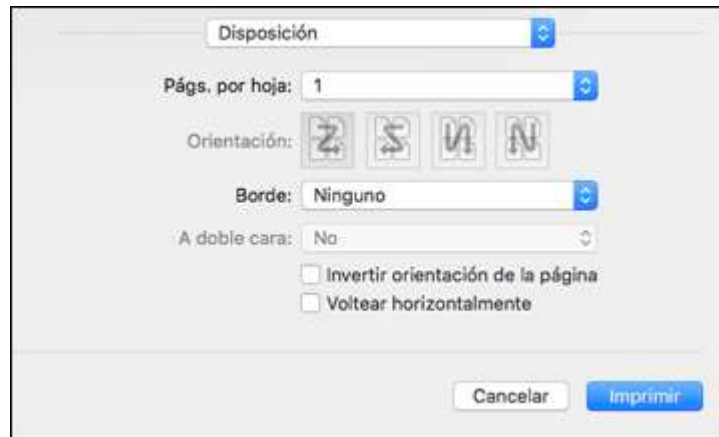 Disposición
Págs. por hoja: 1
Orientación:
Borde: Ninguno
A doble cara: No
Invertir orientación de la página
Voltear horizontalmente
Cancelar Imprimir